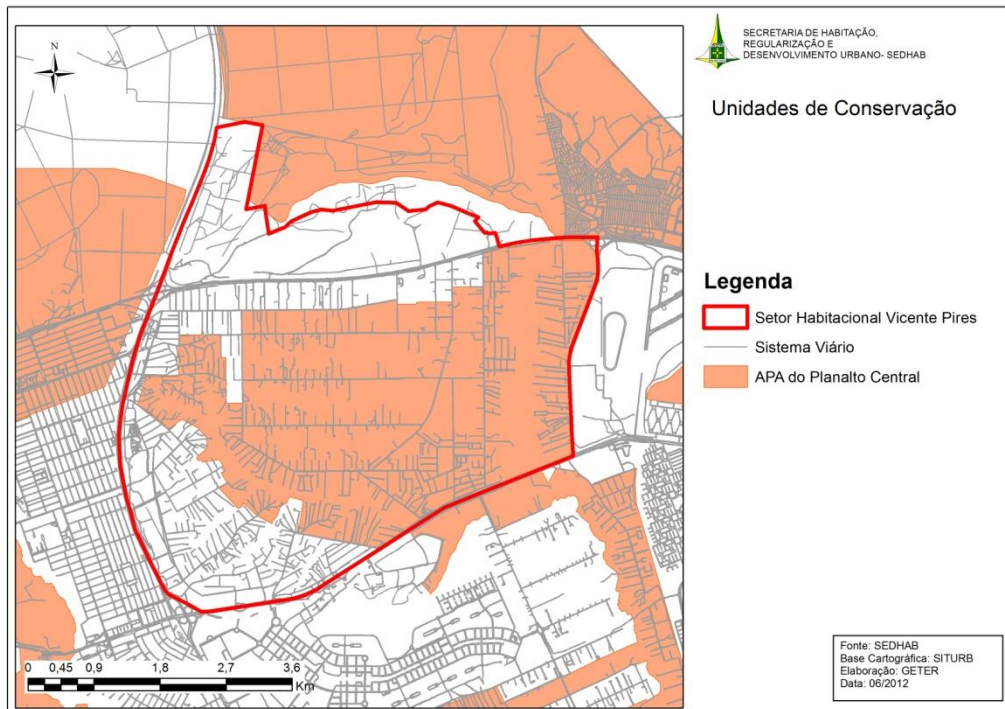 SECRETARIA DE HABITAÇÃO,
REGULARIZAÇÃO E
DESENVOLVIMENTO URBANO- SEDHAB
Unidades de Conservação
N
Legenda
Setor Habitacional Vicente Pires
Sistema Viário
APA do Planalto Central
0 0,45 0,9 1,8 2,7 3,6
Km
Fonte: SEDHAB
Base Cartográfica: SITURB
Elaboração: GETER
Data: 06/2012